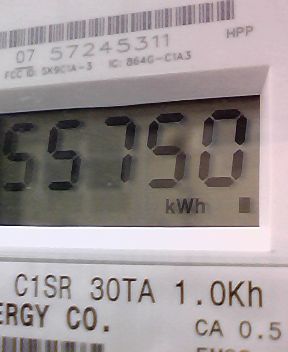 HPP
07 57245311
FCC ID: SK9C1A-3 IC: 864G-C1A3
55750
kWh
C1SR 30TA 1.0Kh
ERGY CO.
CA 0.5